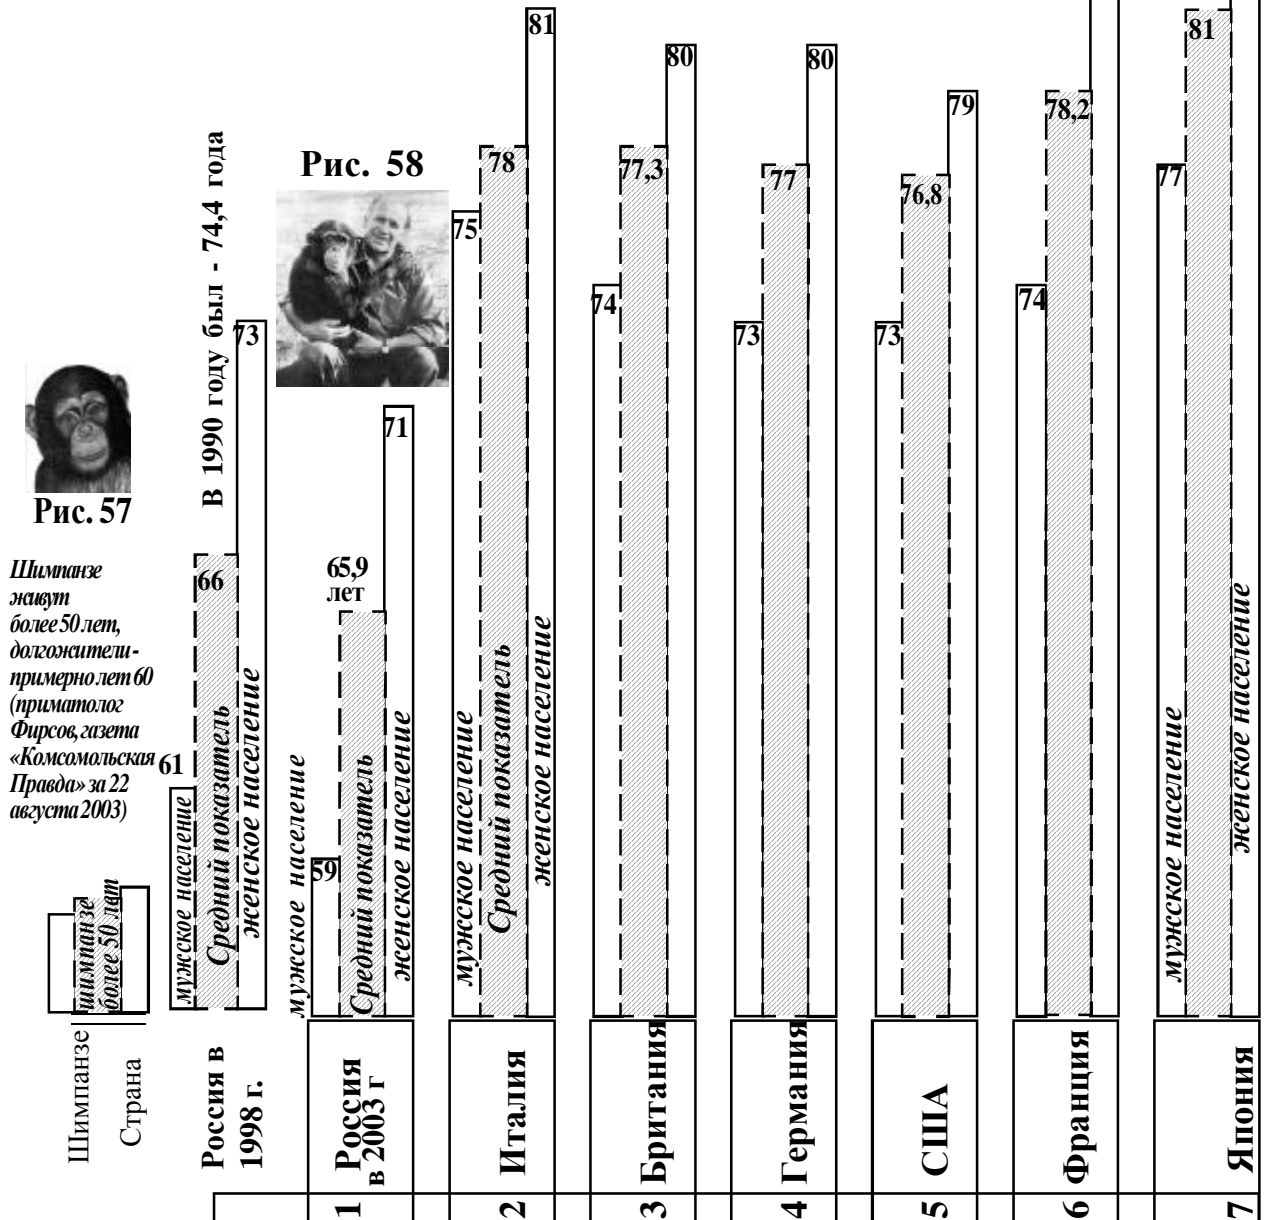 81
80
80
79
78,2
81
В 1990 году был - 74,4 года
Рис. 58
78
77,3
77
76,8
77
75
74
73
73
74
73
71
Рис. 57
Шимпанзе
живут
более 50 лет,
долгожители -
примерно лет 60
(приматолог
Фирсов, газета
«Комсомольская
Правда» за 22
августа 2003)
66
65,9
лет
61
59
шимпанзе
более 50 лет
мужское население
Средний показатель
женское население
мужское население
Средний показатель
женское население
мужское население
Средний показатель
женское население
мужское население
женское население
Шимпанзе
Страна
Россия в
1998 г.
1 Россия
в 2003 г
2 Италия
3 Британия
4 Германия
5 США
6 Франция
7 Япония